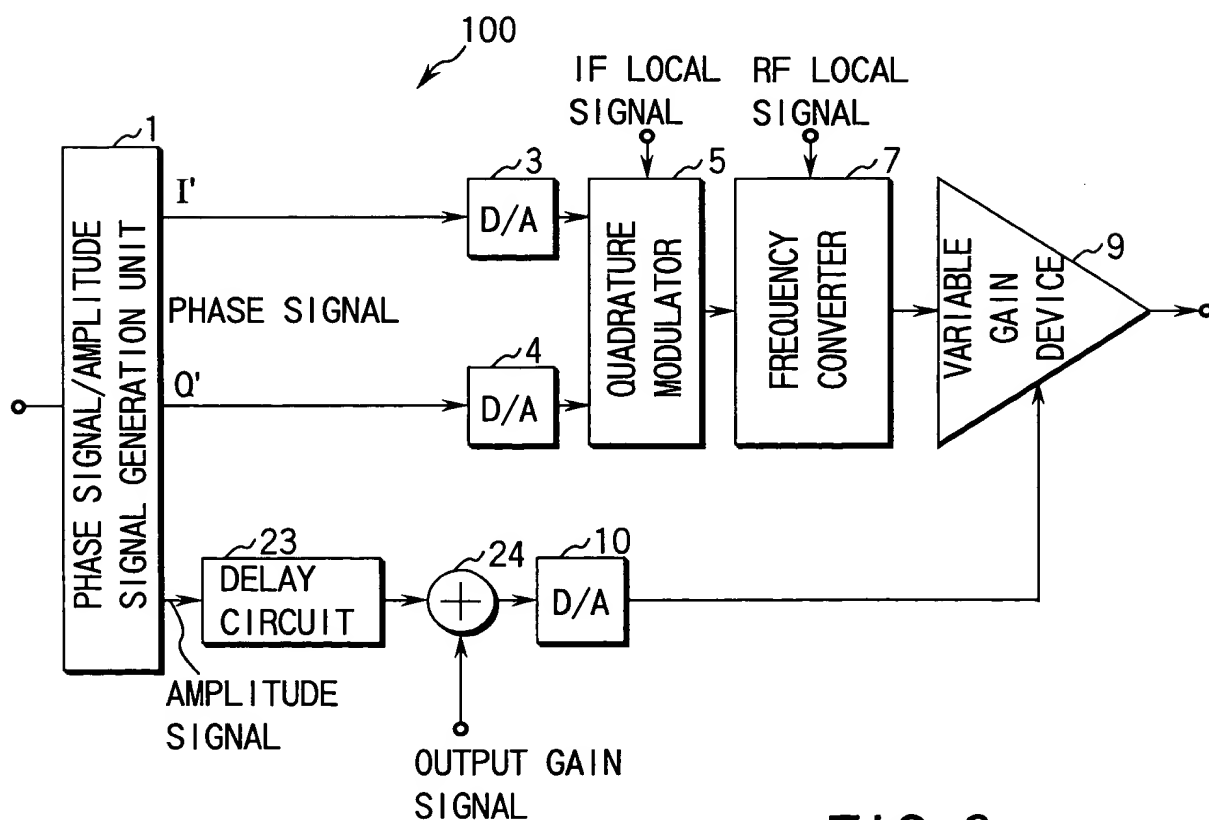 100
IF LOCAL
SIGNAL
RF LOCAL
SIGNAL
1
PHASE SIGNAL/AMPLITUDE
SIGNAL GENERATION UNIT
I'
PHASE SIGNAL
Q'
3
D/A
4
D/A
5
QUADRATURE
MODULATOR
7
FREQUENCY
CONVERTER
9
VARIABLE
GAIN
DEVICE
23
DELAY
CIRCUIT
24
+
10
D/A
AMPLITUDE
SIGNAL
OUTPUT GAIN
SIGNAL